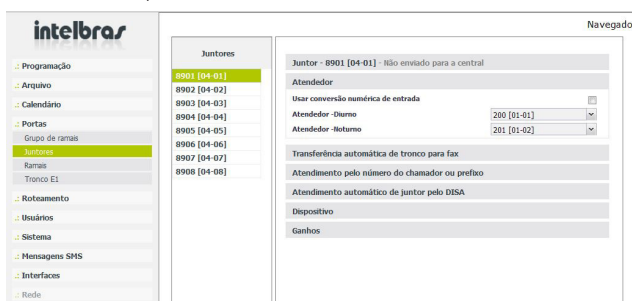 Navegado
intelbras
.: Programação
.: Arquivo
.: Calendário
.: Portas
Grupo de ramais
Juntores
Ramais
Tronco E1
.: Roteamento
.: Usuários
.: Sistema
.: Mensagens SMS
.: Interfaces
.: Rede
Juntores
8901 [04-01]
8902 [04-02]
8903 [04-03]
8904 [04-04]
8905 [04-05]
8906 [04-06]
8907 [04-07]
8908 [04-08]
Juntor - 8901 [04-01] - Não enviado para a central
Atendedor
Usar conversão numérica de entrada
Atendedor -Diurno 200 [01-01]
Atendedor -Noturno 201 [01-02]
Transferência automática de tronco para fax
Atendimento pelo número do chamador ou prefixo
Atendimento automático de juntor pelo DISA
Dispositivo
Ganhos